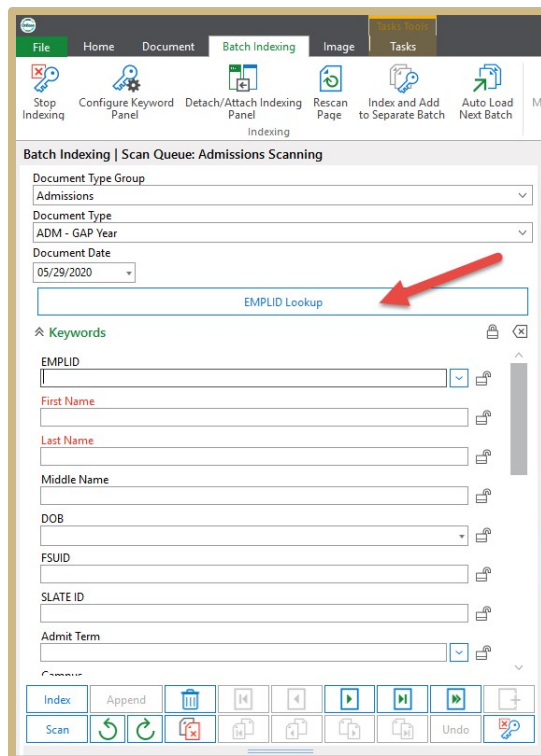 Tasks Tools
File Home Document Batch Indexing Image Tasks
Stop Indexing
Configure Keyword Panel
Detach/Attach Indexing Panel
Rescan Page
Index and Add to Separate Batch
Auto Load Next Batch
M
Indexing
Batch Indexing | Scan Queue: Admissions Scanning
Document Type Group
Admissions
Document Type
ADM - GAP Year
Document Date
05/29/2020
EMPLID Lookup
Keywords
EMPLID
First Name
Last Name
Middle Name
DOB
FSUID
SLATE ID
Admit Term
Campus
Index Append
Scan Undo